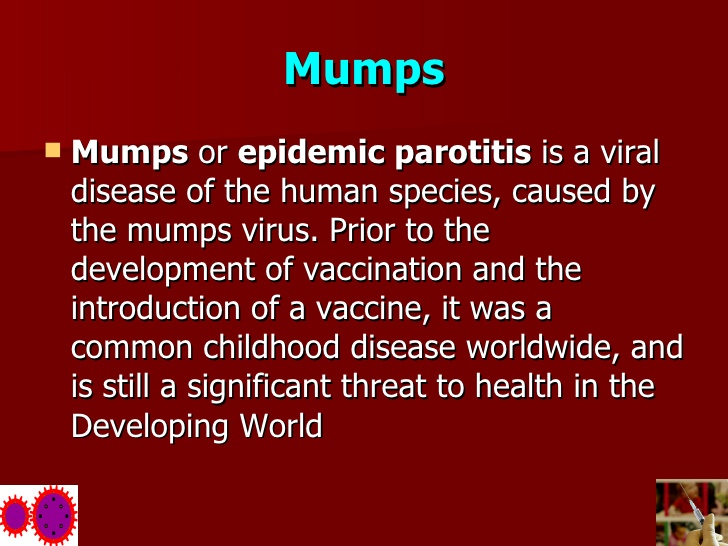 Mumps
Mumps or epidemic parotitis is a viral
disease of the human species, caused by
the mumps virus. Prior to the
development of vaccination and the
introduction of a vaccine, it was a
common childhood disease worldwide, and
is still a significant threat to health in the
Developing World